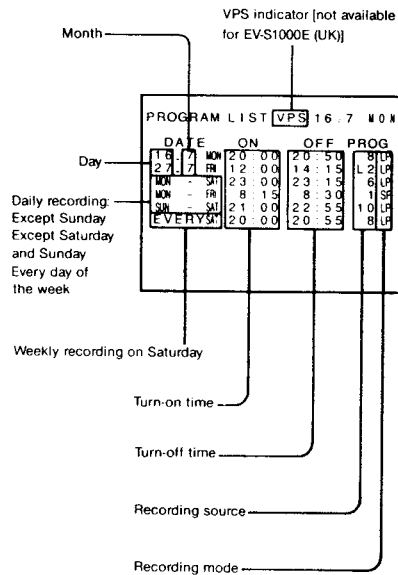 VPS indicator [not available
for EV-S1000E (UK)]
Month
PROGRAM LIST VPS 16.7 MON
DATE ON OFF PROG
Day
16.7 MON 20:00 20:50 8 LP
27.7 FRI 12:00 14:15 L2 LP
MON - SAT 23:00 23:15 6 LP
MON - FRI 8:15 8:30 1 SP
SUN - SAT 21:00 22:55 10 LP
EVERY SAT 20:00 20:55 8 LP
Daily recording:
Except Sunday
Except Saturday
and Sunday
Every day of
the week
Weekly recording on Saturday
Turn-on time
Turn-off time
Recording source
Recording mode